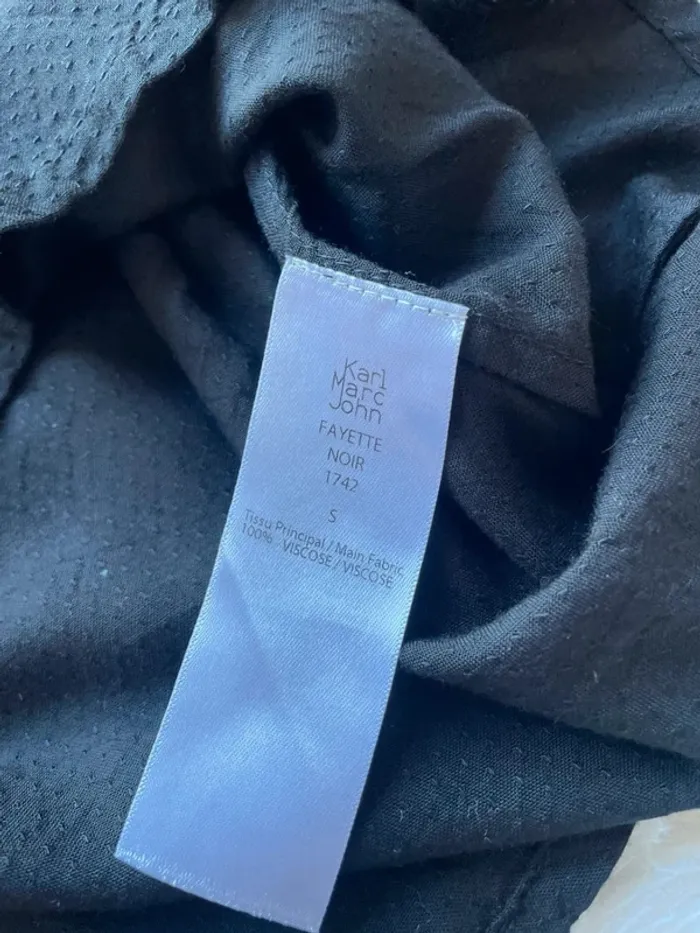 Karl
Marc
John
FAYETTE
NOIR
1742
S
Tissu Principal / Main Fabric
100% VISCOSE / VISCOSE